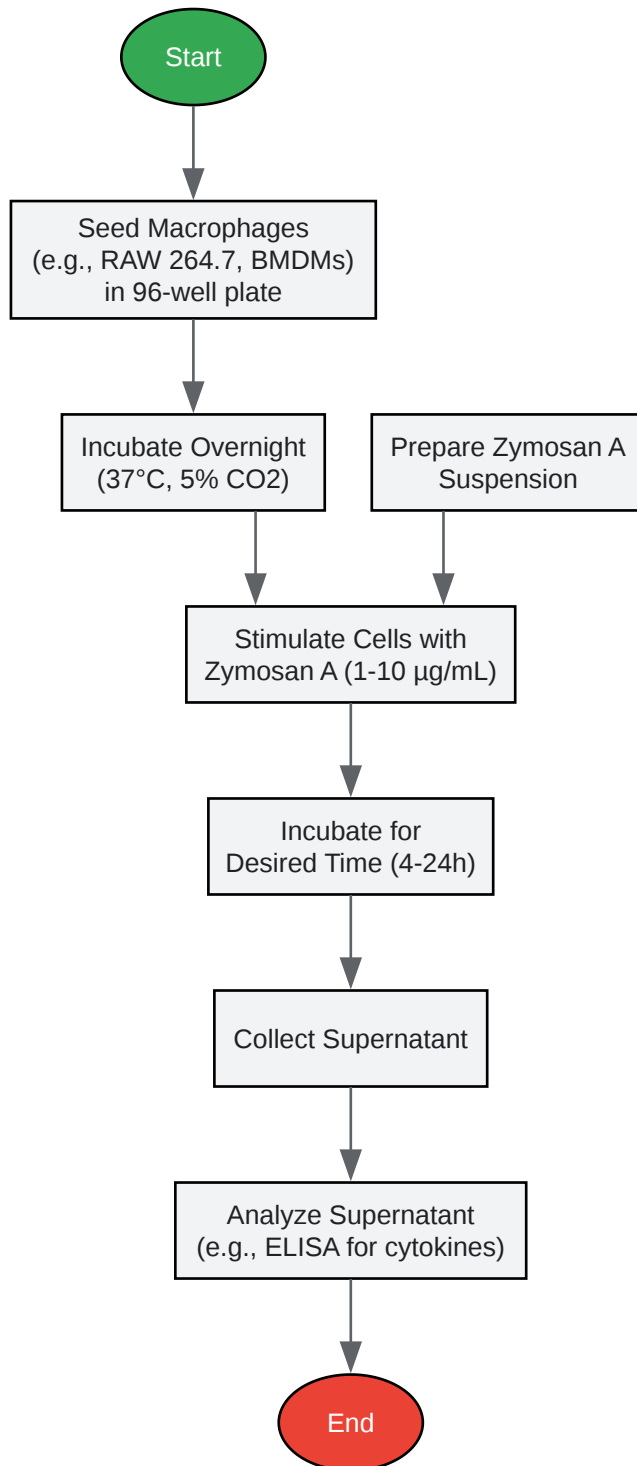 Start
Seed Macrophages
(e.g., RAW 264.7, BMDMs)
in 96-well plate
Incubate Overnight
(37°C, 5% CO2)
Prepare Zymosan A
Suspension
Stimulate Cells with
Zymosan A (1-10 µg/mL)
Incubate for
Desired Time (4-24h)
Collect Supernatant
Analyze Supernatant
(e.g., ELISA for cytokines)
End